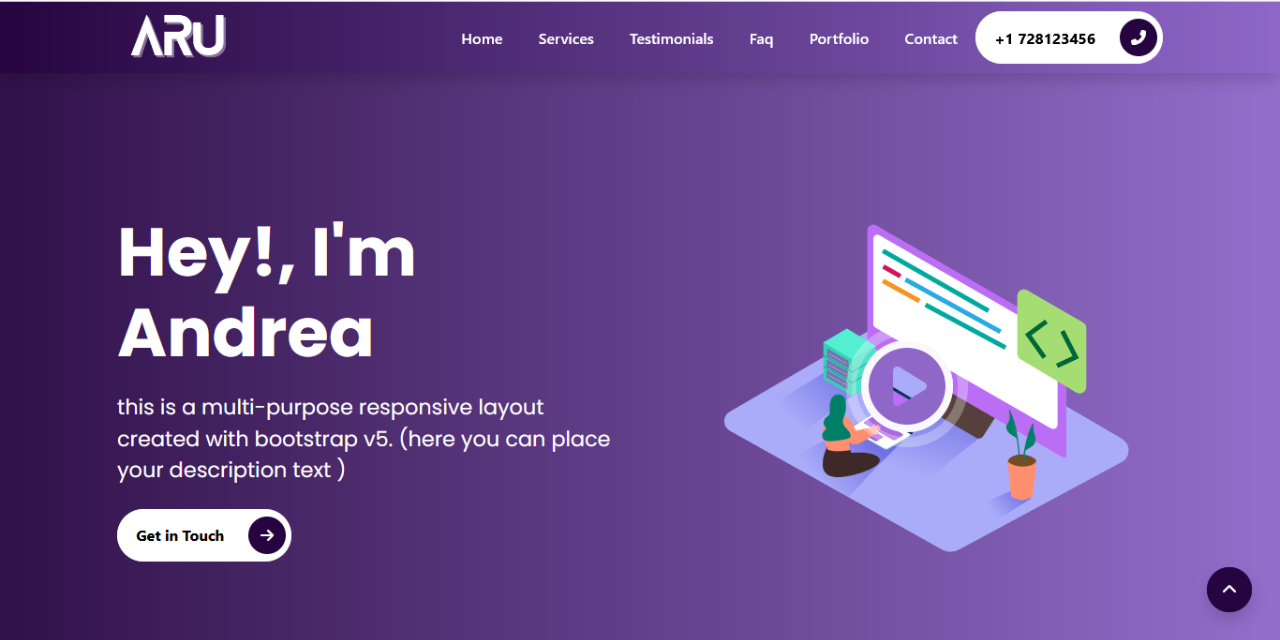 ARU
Home Services Testimonials Faq Portfolio Contact +1 728123456
Hey!, I'm
Andrea
this is a multi-purpose responsive layout
created with bootstrap v5. (here you can place
your description text )
Get in Touch